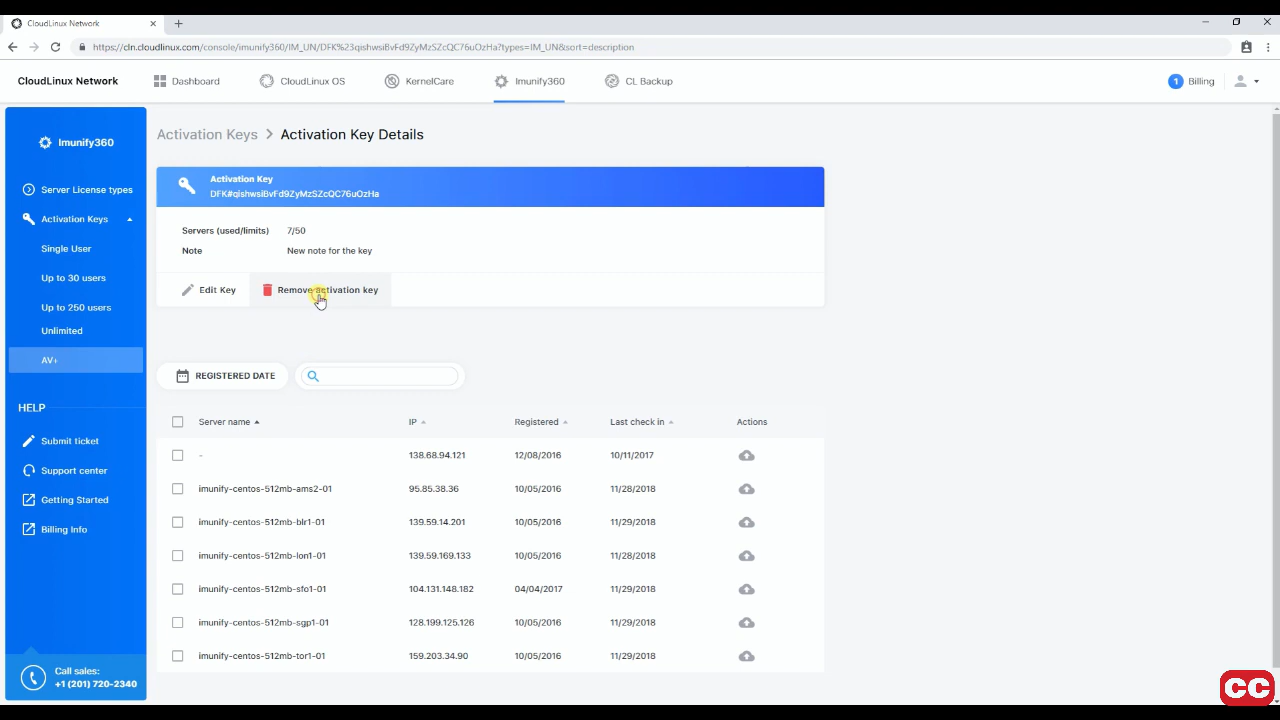 CloudLinux Network
https://cln.cloudlinux.com/console/imunify360/IM_UN/DFK%23qishwsiBvFd9ZyMzSZcQC76uOzHa?types=IM_UN&sort=description
CloudLinux Network
Dashboard
CloudLinux OS
KernelCare
Imunify360
CL Backup
1 Billing
Imunify360
Server License types
Activation Keys
Single User
Up to 30 users
Up to 250 users
Unlimited
AV+
HELP
Submit ticket
Support center
Getting Started
Billing Info
Call sales:
+1 (201) 720-2340
Activation Keys > Activation Key Details
Activation Key
DFK#qishwsiBvFd9ZyMzSZcQC76uOzHa
Servers (used/limits) 7/50
Note New note for the key
Edit Key Remove activation key
REGISTERED DATE
Server name IP Registered Last check in Actions
- 138.68.94.121 12/08/2016 10/11/2017
imunify-centos-512mb-ams2-01 95.85.38.36 10/05/2016 11/28/2018
imunify-centos-512mb-blr1-01 139.59.14.201 10/05/2016 11/29/2018
imunify-centos-512mb-lon1-01 139.59.169.133 10/05/2016 11/28/2018
imunify-centos-512mb-sfo1-01 104.131.148.182 04/04/2017 11/29/2018
imunify-centos-512mb-sgp1-01 128.199.125.126 10/05/2016 11/29/2018
imunify-centos-512mb-tor1-01 159.203.34.90 10/05/2016 11/29/2018
CC